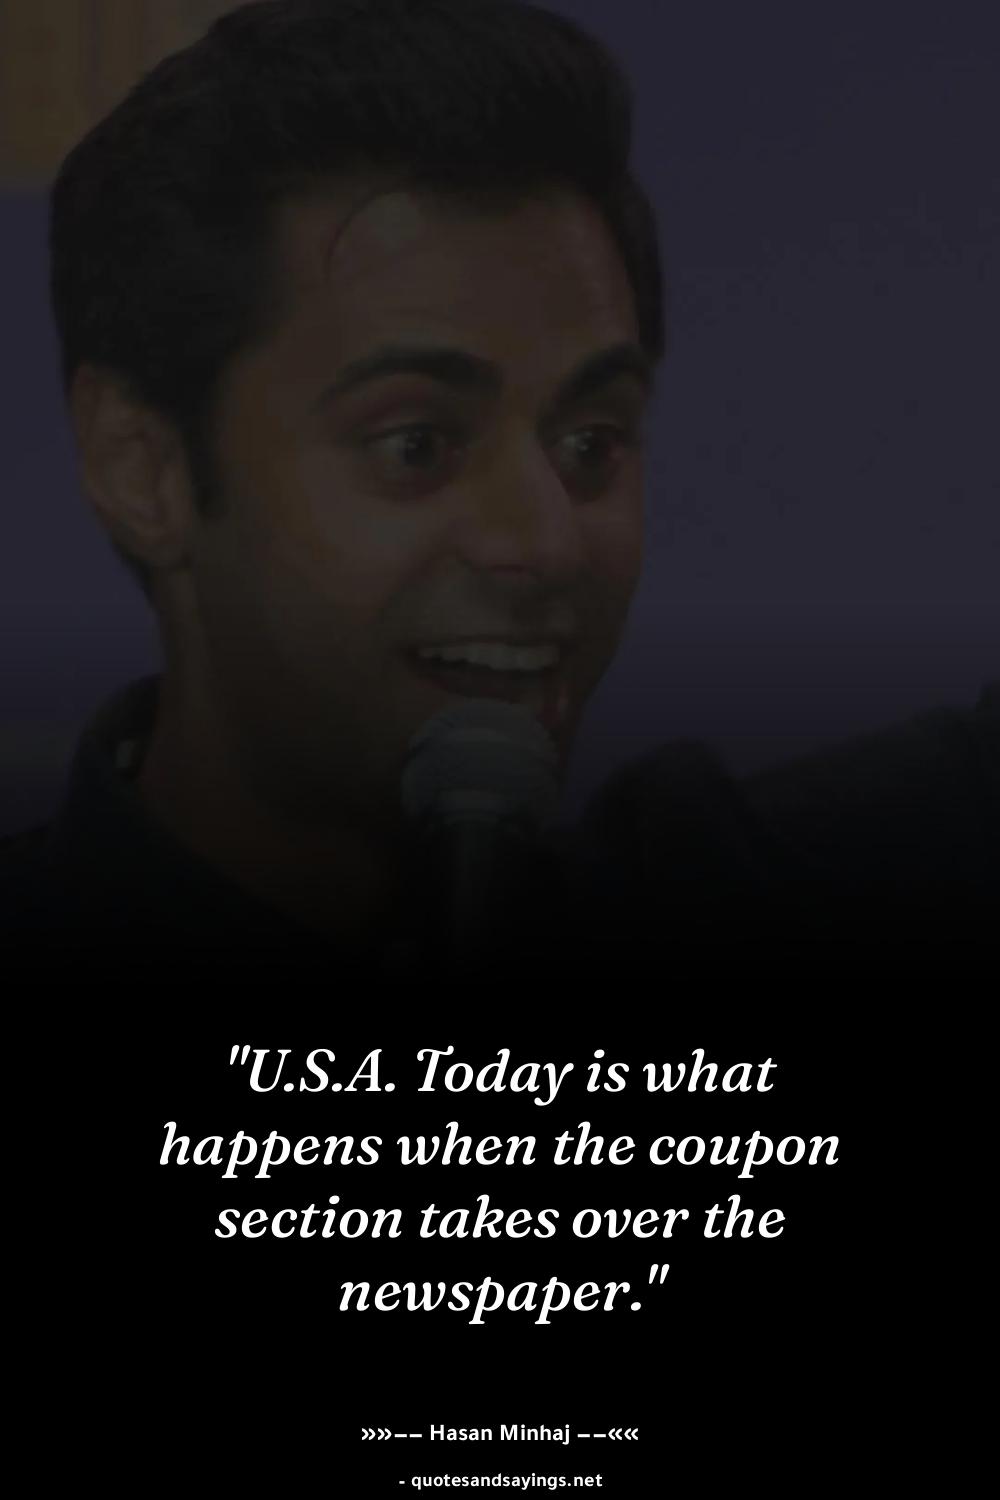 "U.S.A. Today is what
happens when the coupon
section takes over the
newspaper."
»»–– Hasan Minhaj ––««
- quotesandsayings.net